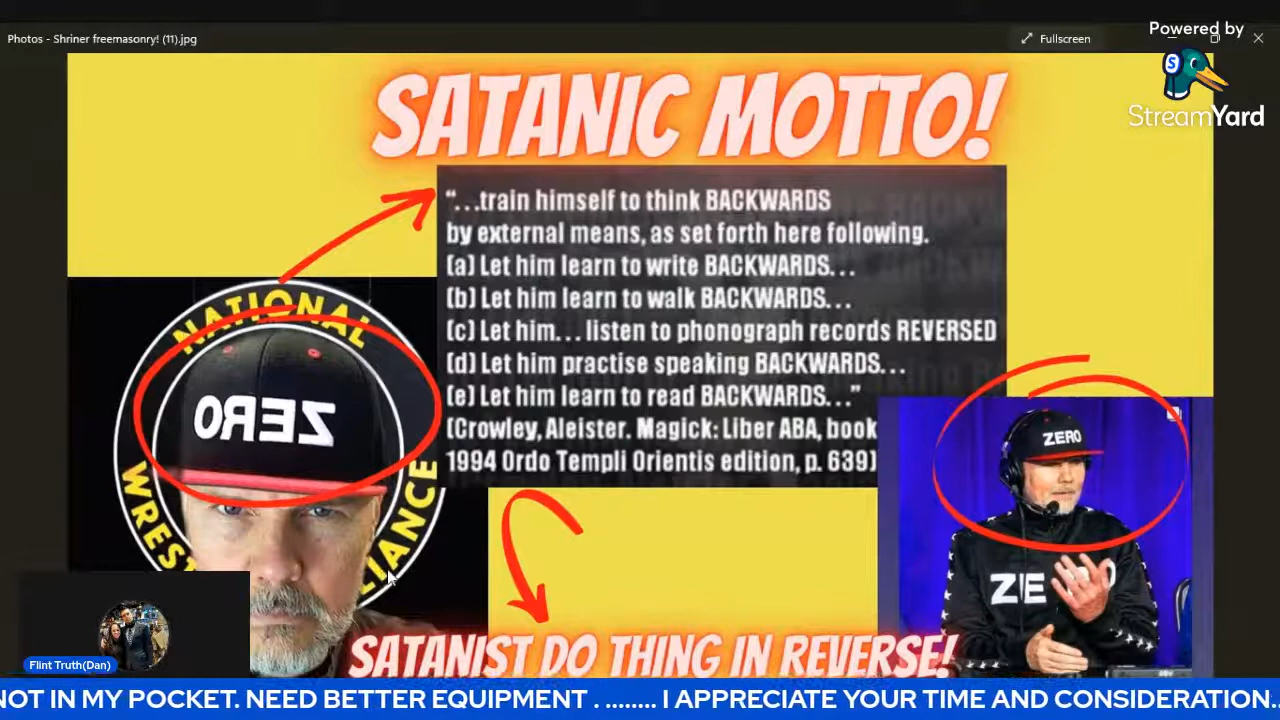 Photos - Shriner freemasonry! (11).jpg
Fullscreen
Powered by
StreamYard
SATANIC MOTTO!
“...train himself to think BACKWARDS
by external means, as set forth here following.
(a) Let him learn to write BACKWARDS...
(b) Let him learn to walk BACKWARDS...
(c) Let him... listen to phonograph records REVERSED
(d) Let him practise speaking BACKWARDS...
(e) Let him learn to read BACKWARDS...”
(Crowley, Aleister. Magick: Liber ABA, book
1994 Ordo Templi Orientis edition, p. 639)
NATIONAL
WREST
LIANCE
ZERO
ZERO
SATANIST DO THING IN REVERSE!
Flint Truth(Dan)
NOT IN MY POCKET. NEED BETTER EQUIPMENT . ........ I APPRECIATE YOUR TIME AND CONSIDERATION..